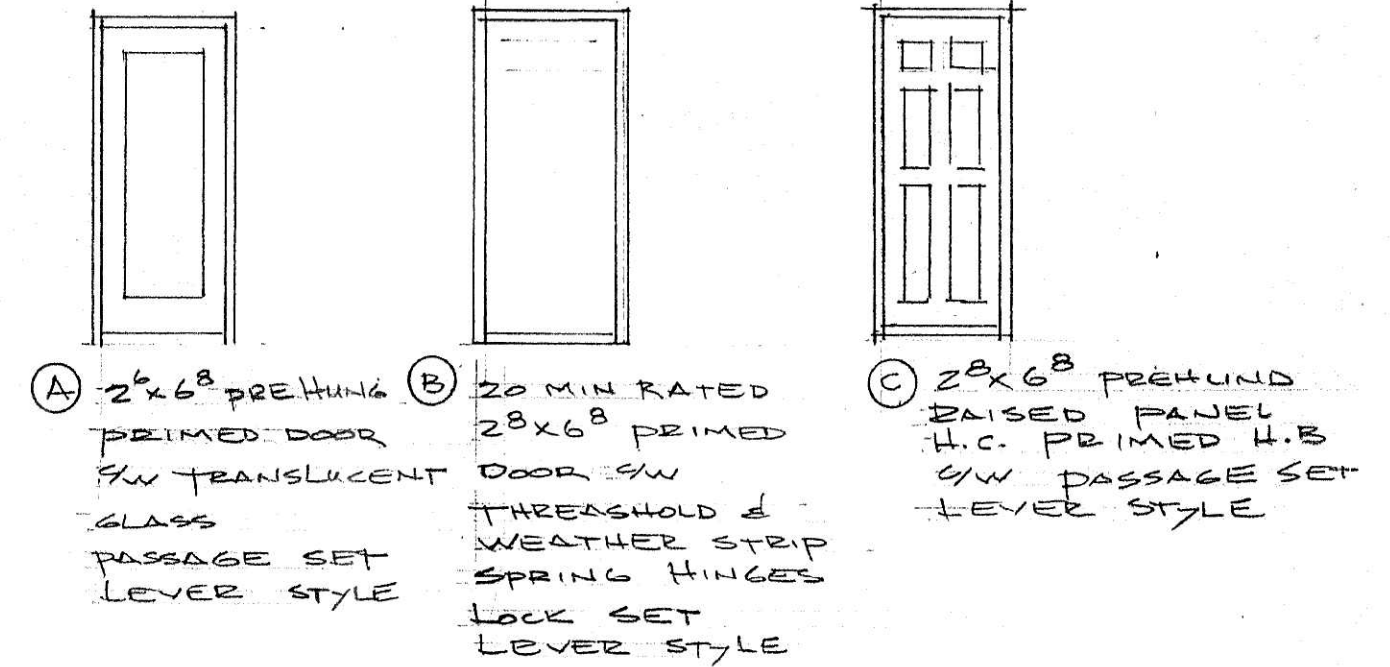 A 2⁶x6⁸ PREHUNG
PRIMED DOOR
C/W TRANSLUCENT
GLASS
PASSAGE SET
LEVER STYLE
B 20 MIN RATED
2⁸x6⁸ PRIMED
DOOR C/W
THREASHOLD &
WEATHER STRIP
SPRING HINGES
LOCK SET
LEVER STYLE
C 2⁸x6⁸ PREHUND
RAISED PANEL
H.C. PRIMED H.B
C/W PASSAGE SET
LEVER STYLE